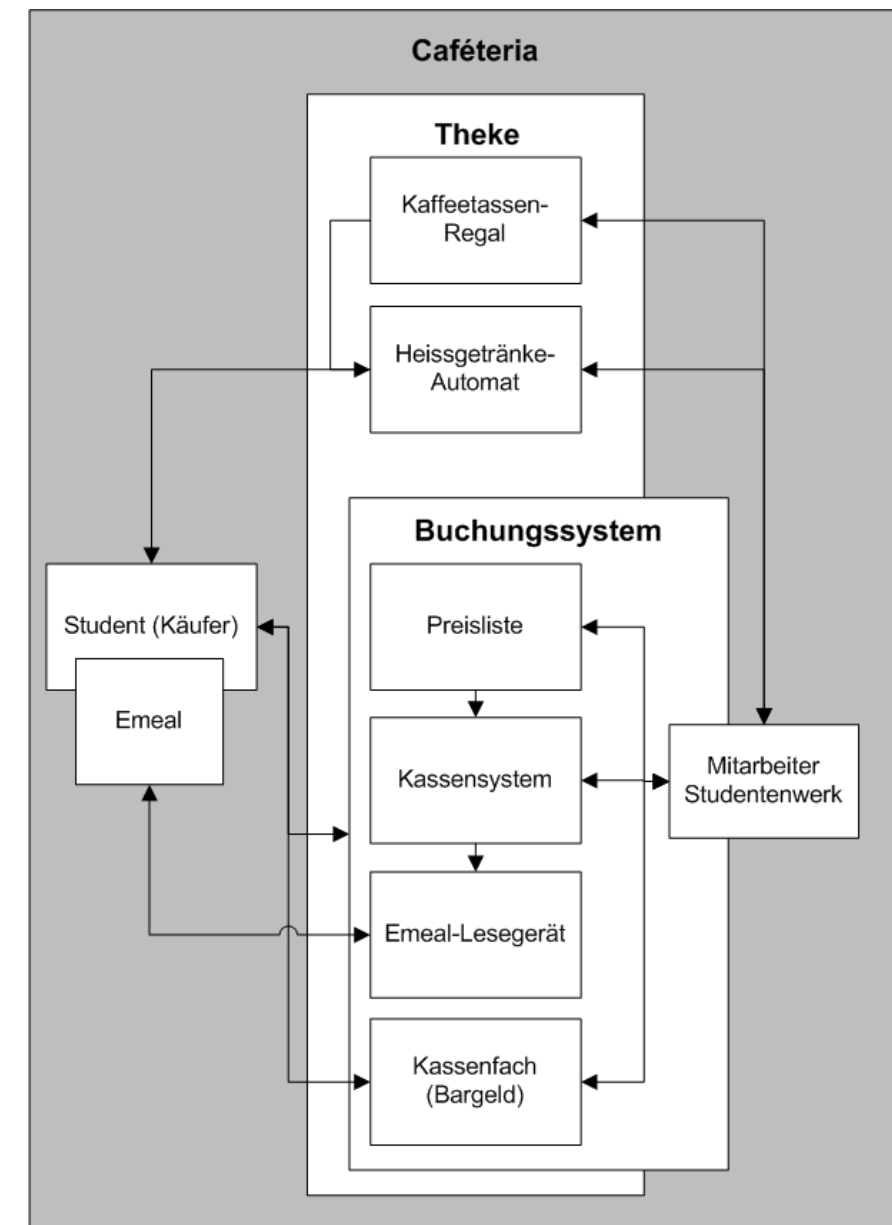 Caféteria
Theke
Kaffeetassen-
Regal
Heissgetränke-
Automat
Buchungssystem
Student (Käufer)
Preisliste
Emeal
Kassensystem
Mitarbeiter
Studentenwerk
Emeal-Lesegerät
Kassenfach
(Bargeld)